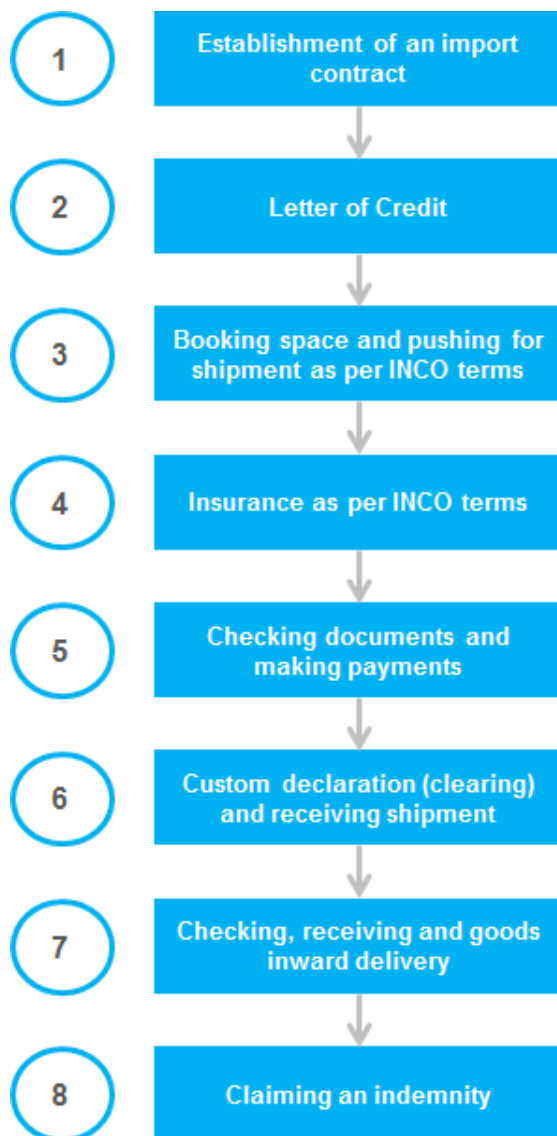 1
Establishment of an import
contract
2
Letter of Credit
3
Booking space and pushing for
shipment as per INCO terms
4
Insurance as per INCO terms
5
Checking documents and
making payments
6
Custom declaration (clearing)
and receiving shipment
7
Checking, receiving and goods
inward delivery
8
Claiming an indemnity